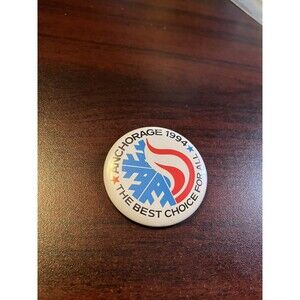 ★ ANCHORAGE 1994 ★
THE BEST CHOICE FOR ALL